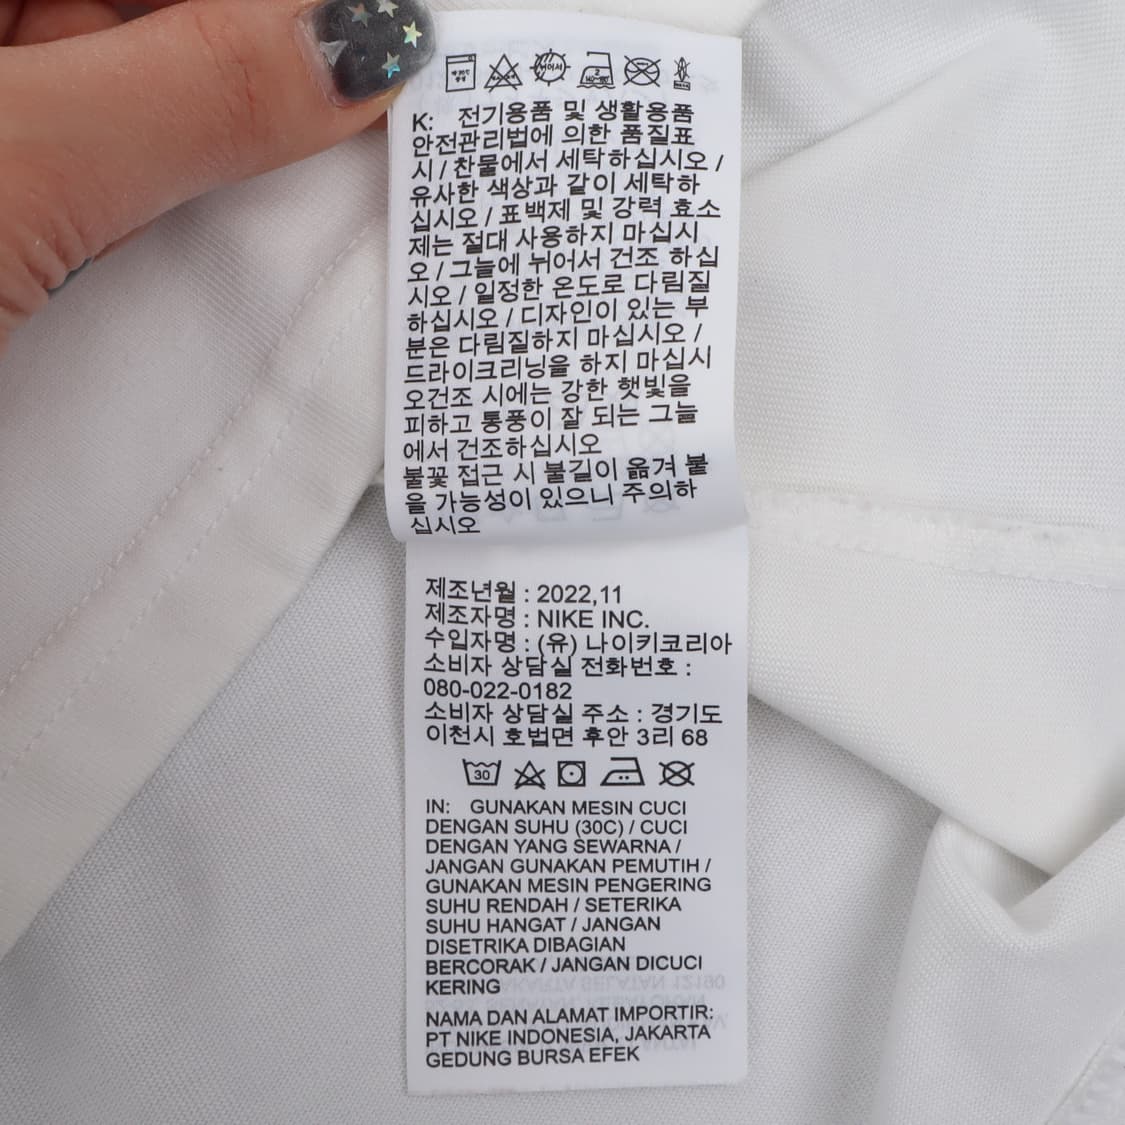 K: 전기용품 및 생활용품
안전관리법에 의한 품질표
시 / 찬물에서 세탁하십시오 /
유사한 색상과 같이 세탁하
십시오 / 표백제 및 강력 효소
제는 절대 사용하지 마십시
오 / 그늘에 뉘어서 건조 하십
시오 / 일정한 온도로 다림질
하십시오 / 디자인이 있는 부
분은 다림질하지 마십시오 /
드라이크리닝을 하지 마십시
오건조 시에는 강한 햇빛을
피하고 통풍이 잘 되는 그늘
에서 건조하십시오
불꽃 접근 시 불길이 옮겨 붙
을 가능성이 있으니 주의하
십시오
제조년월 : 2022,11
제조자명 : NIKE INC.
수입자명 : (유) 나이키코리아
소비자 상담실 전화번호 :
080-022-0182
소비자 상담실 주소 : 경기도
이천시 호법면 후안 3리 68
30
IN: GUNAKAN MESIN CUCI
DENGAN SUHU (30C) / CUCI
DENGAN YANG SEWARNA /
JANGAN GUNAKAN PEMUTIH /
GUNAKAN MESIN PENGERING
SUHU RENDAH / SETERIKA
SUHU HANGAT / JANGAN
DISETRIKA DIBAGIAN
BERCORAK / JANGAN DICUCI
KERING
NAMA DAN ALAMAT IMPORTIR:
PT NIKE INDONESIA, JAKARTA
GEDUNG BURSA EFEK